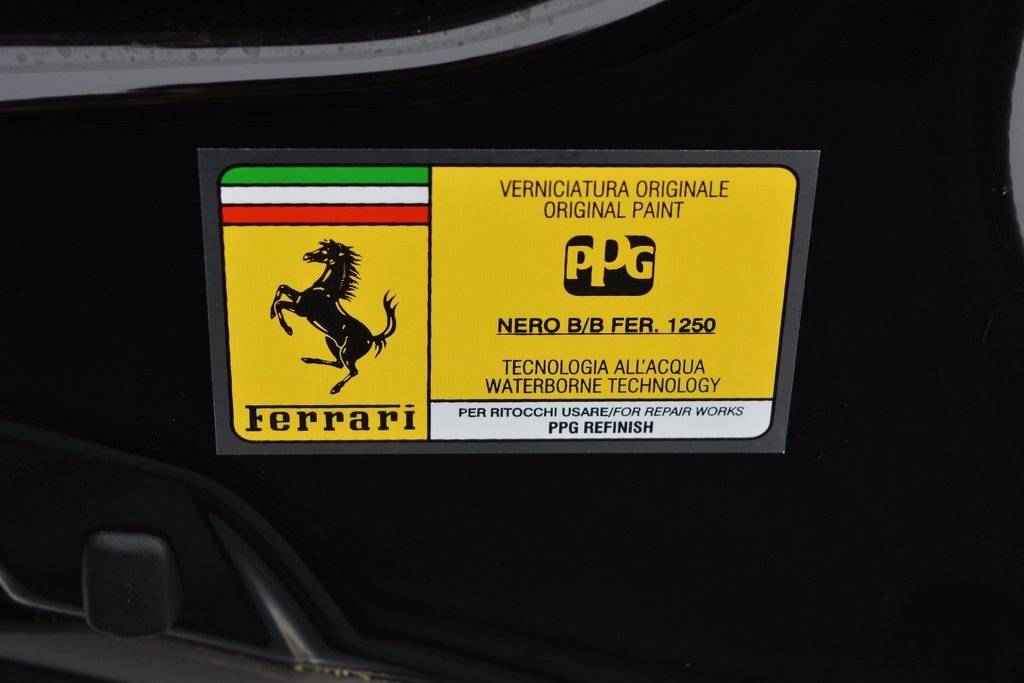 VERNICIATURA ORIGINALE
ORIGINAL PAINT
PPG
NERO B/B FER. 1250
TECNOLOGIA ALL'ACQUA
WATERBORNE TECHNOLOGY
Ferrari
PER RITOCCHI USARE/FOR REPAIR WORKS
PPG REFINISH